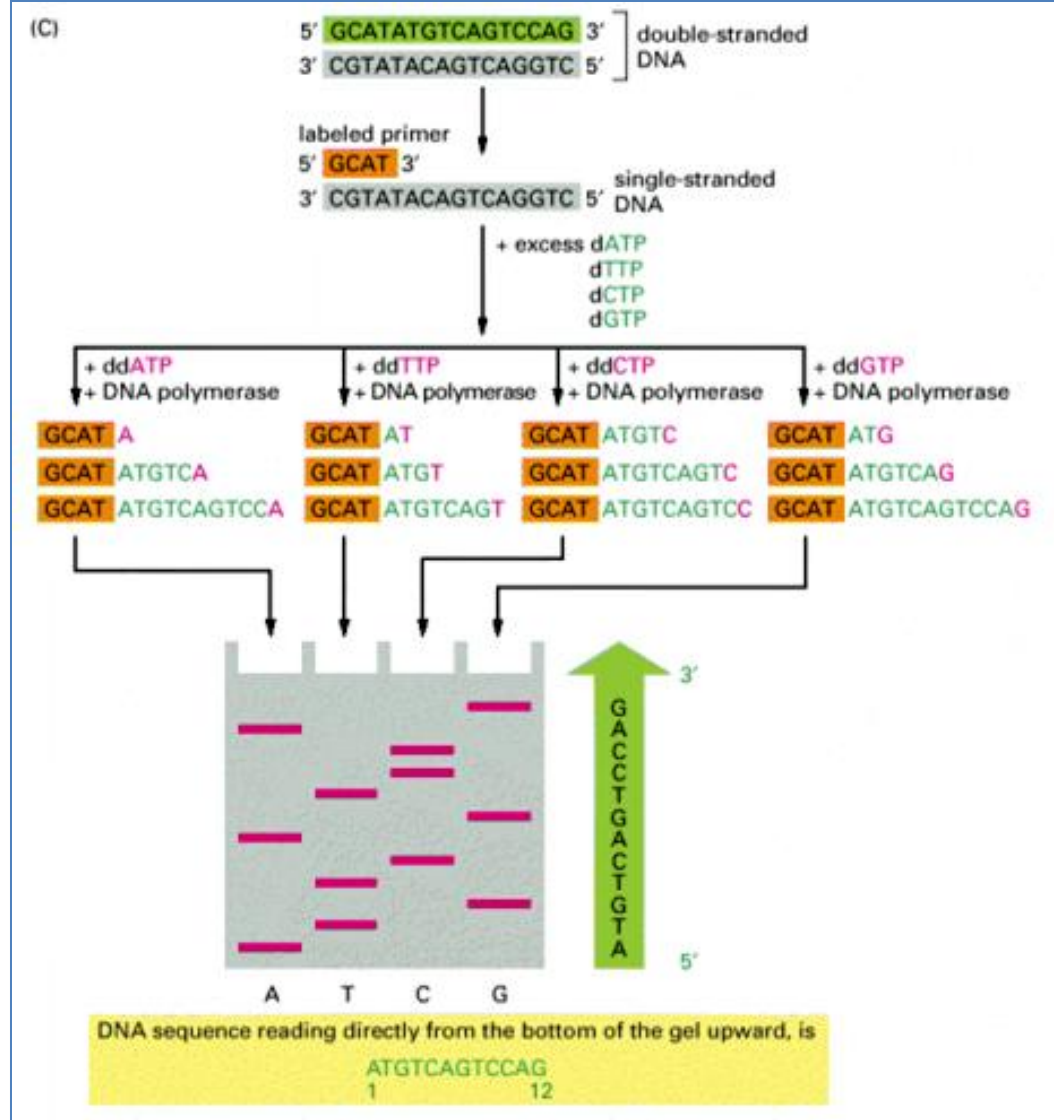 (C)
5′ GCATATGTCAGTCCAG 3′
3′ CGTATACAGTCAGGTC 5′
double-stranded
DNA
labeled primer
5′ GCAT 3′
3′ CGTATACAGTCAGGTC 5′
single-stranded
DNA
+ excess dATP
dTTP
dCTP
dGTP
+ ddATP
+ DNA polymerase
+ ddTTP
+ DNA polymerase
+ ddCTP
+ DNA polymerase
+ ddGTP
+ DNA polymerase
GCAT A
GCAT ATGTCA
GCAT ATGTCAGTCCA
GCAT AT
GCAT ATGT
GCAT ATGTCAGT
GCAT ATGTC
GCAT ATGTCAGTC
GCAT ATGTCAGTCC
GCAT ATG
GCAT ATGTCAG
GCAT ATGTCAGTCCAG
3′
GACCTGACTGTA
5′
A T C G
DNA sequence reading directly from the bottom of the gel upward, is
ATGTCAGTCCAG
1 12